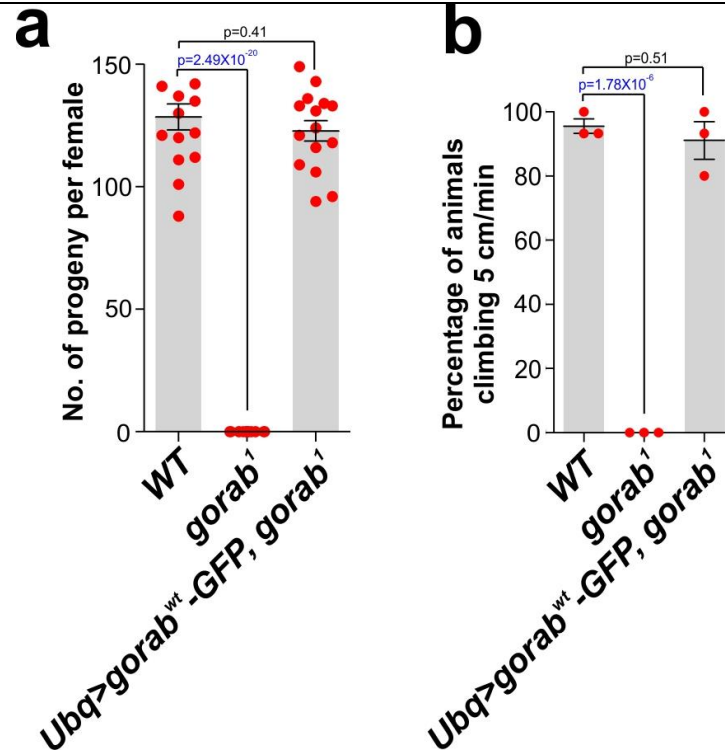 a
p=0.41
p=2.49X10⁻²⁰
No. of progeny per female
150
100
50
0
WT
gorab¹
Ubq>gorabʷᵗ-GFP, gorab¹
b
p=0.51
p=1.78X10⁻⁶
Percentage of animals
climbing 5 cm/min
100
80
60
40
20
0
WT
gorab¹
Ubq>gorabʷᵗ-GFP, gorab¹